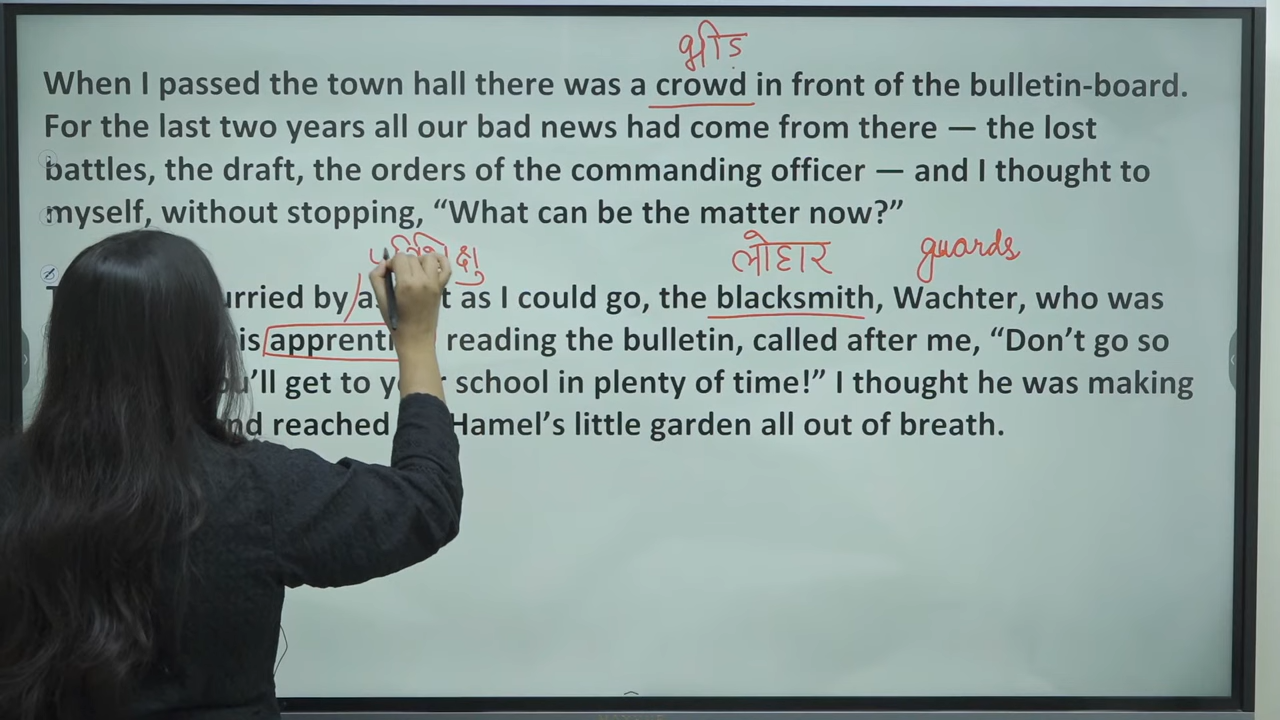 भीड
When I passed the town hall there was a crowd in front of the bulletin-board.
For the last two years all our bad news had come from there — the lost
battles, the draft, the orders of the commanding officer — and I thought to
myself, without stopping, “What can be the matter now?”
लोहार guards
urried by as I could go, the blacksmith, Wachter, who was
is apprenti reading the bulletin, called after me, “Don’t go so
ou’ll get to school in plenty of time!” I thought he was making
nd reached Hamel’s little garden all out of breath.